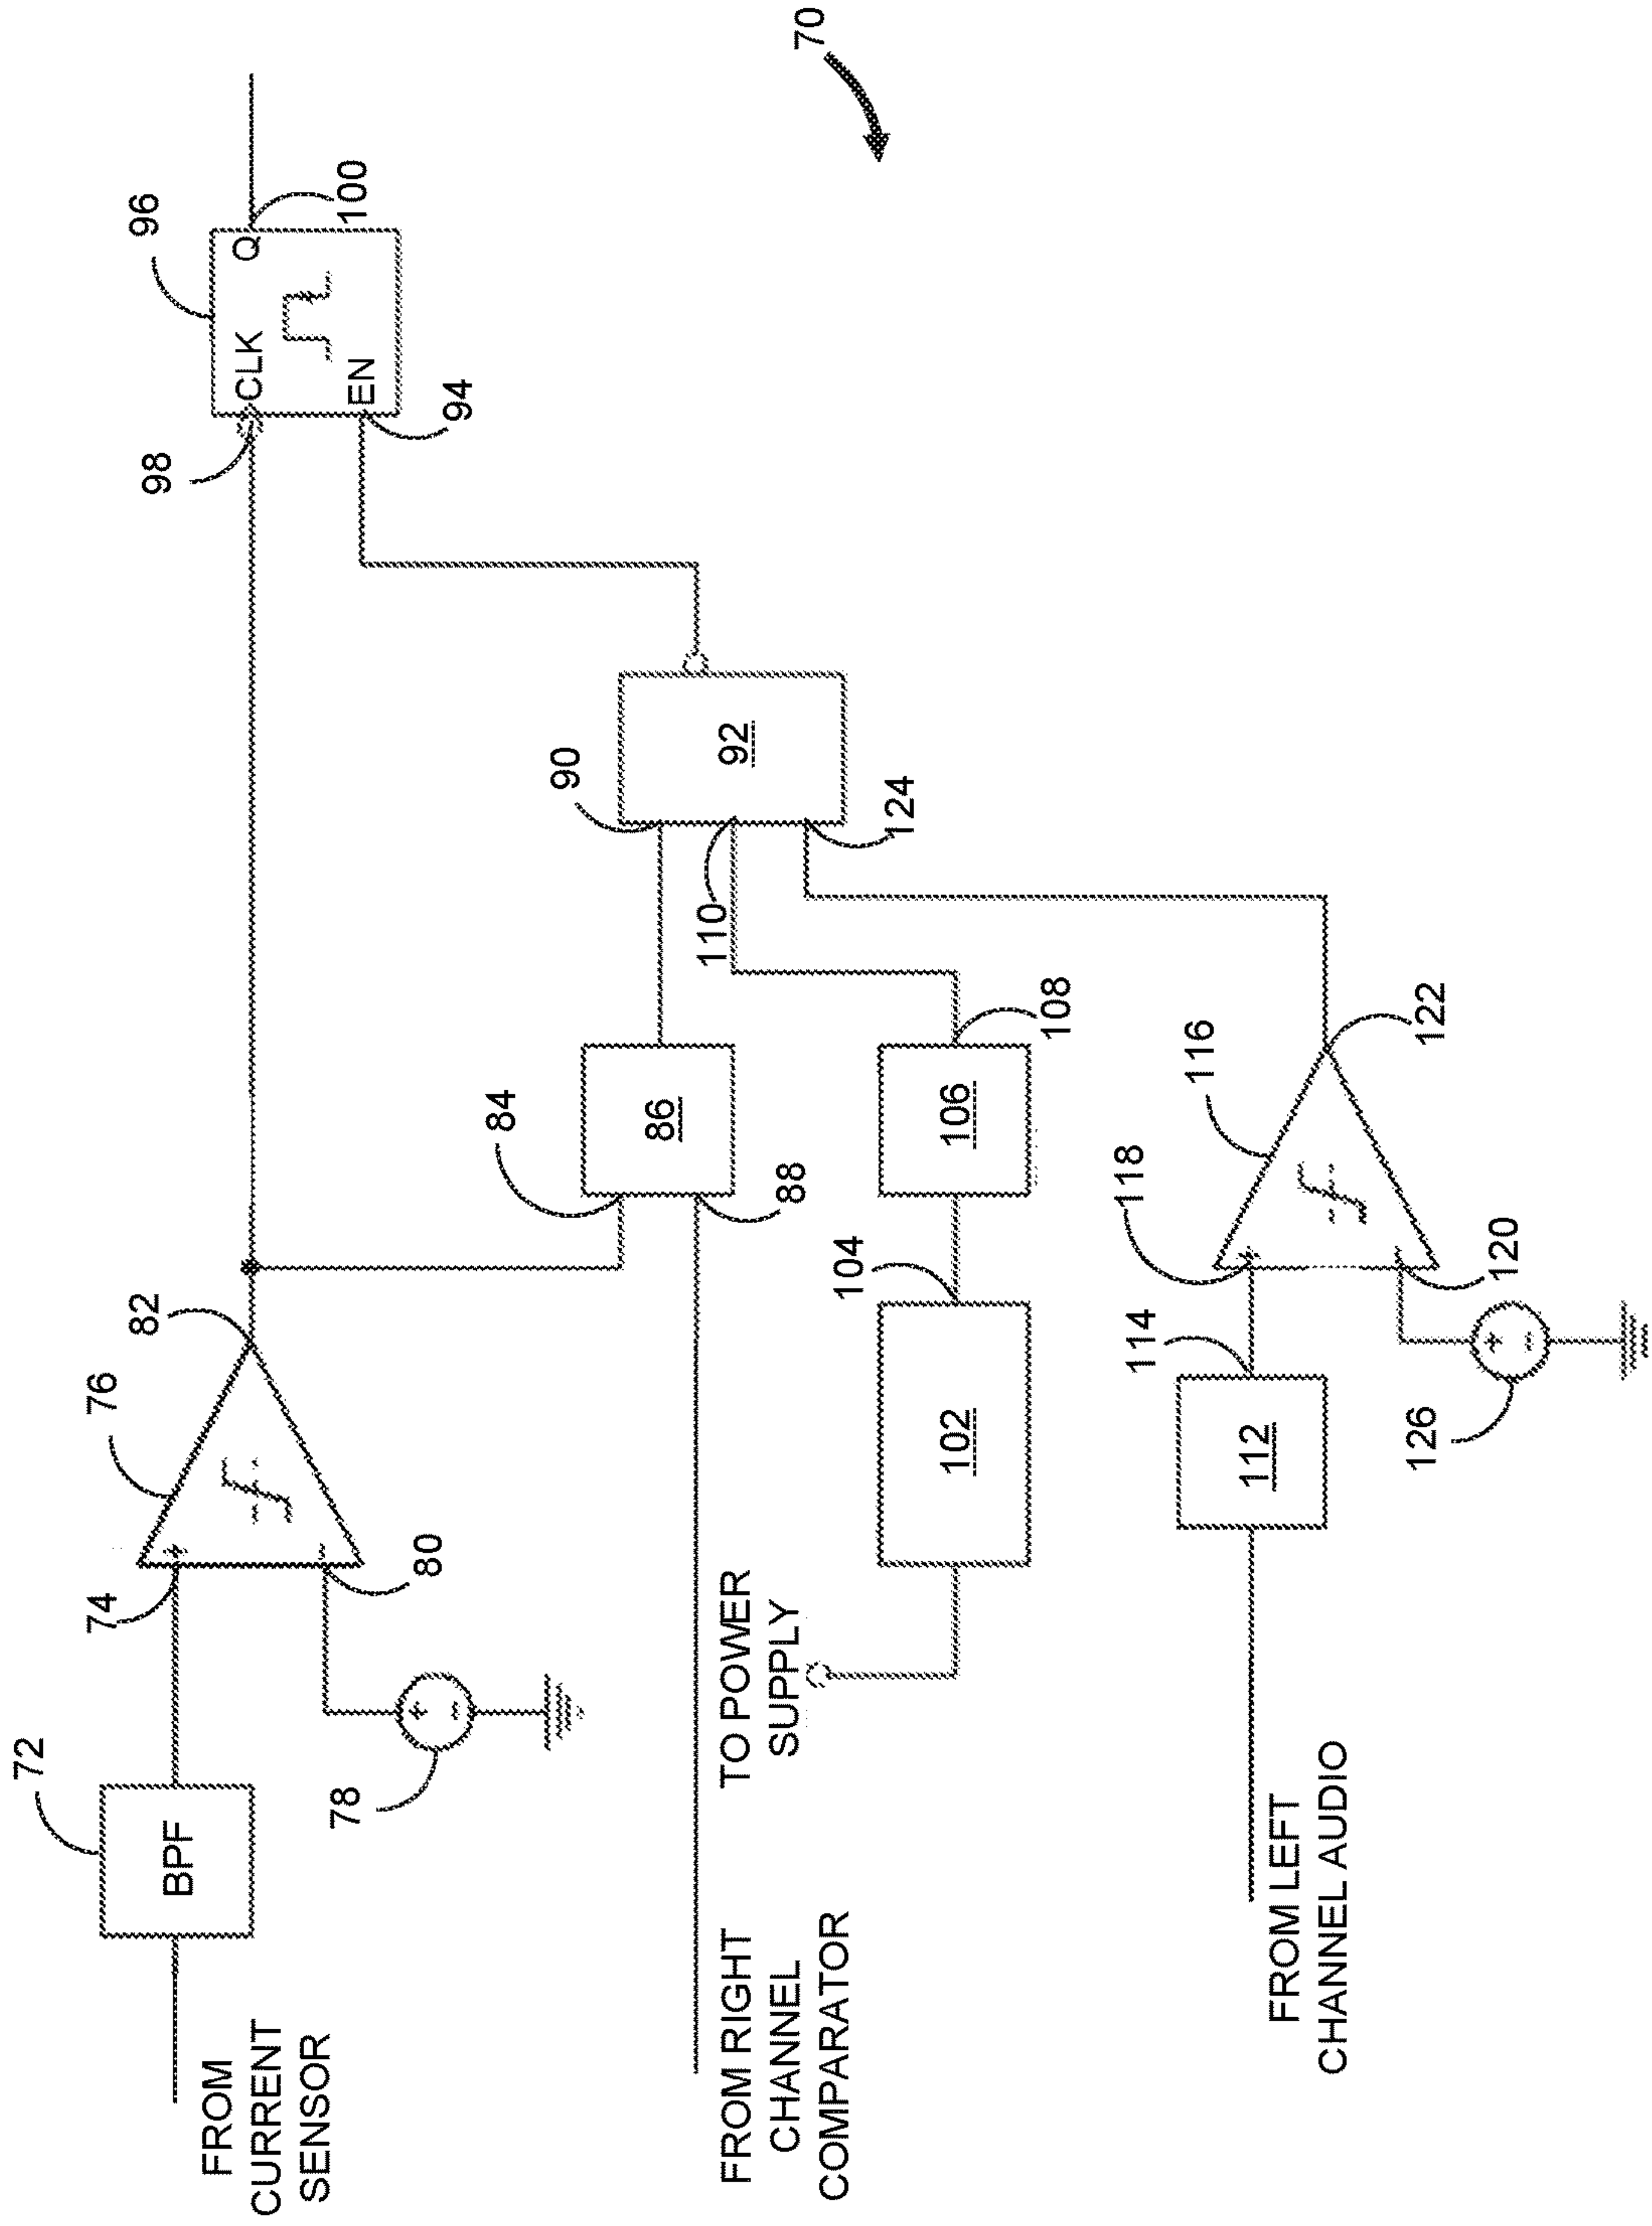 72
BPF
FROM
CURRENT
SENSOR
74
+
-
76
80
78
+
-
82
98
CLK
Q
EN
96
94
100
70
84
86
88
90
92
FROM RIGHT
CHANNEL
COMPARATOR
TO POWER
SUPPLY
102
104
106
108
110
124
FROM LEFT
CHANNEL AUDIO
112
114
118
+
-
116
120
122
126
+
-